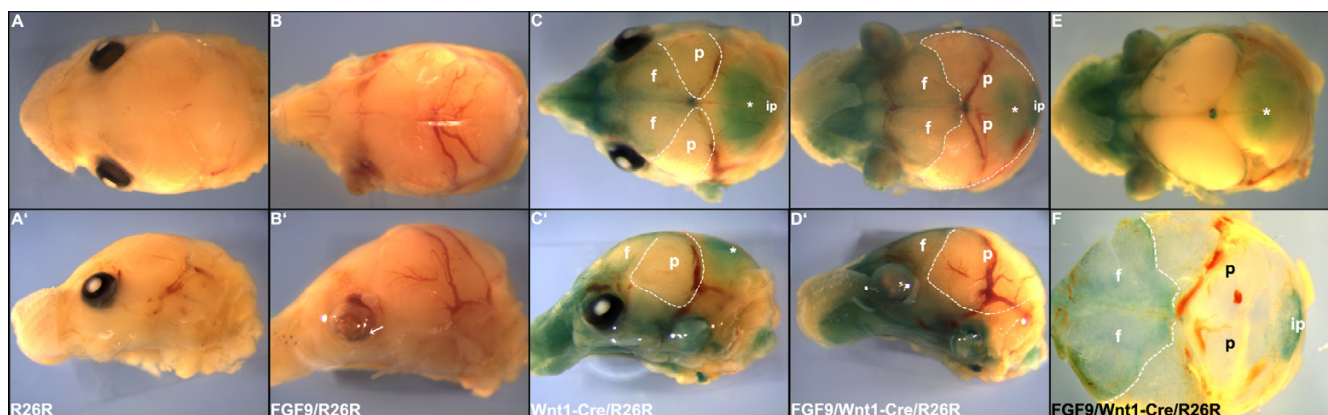 A
B
C
D
E
f
f
p
p
*
ip
f
f
p
p
*
ip
*
A'
B'
C'
D'
F
f
p
*
f
p
f
f
p
p
ip
R26R
FGF9/R26R
Wnt1-Cre/R26R
FGF9/Wnt1-Cre/R26R
FGF9/Wnt1-Cre/R26R